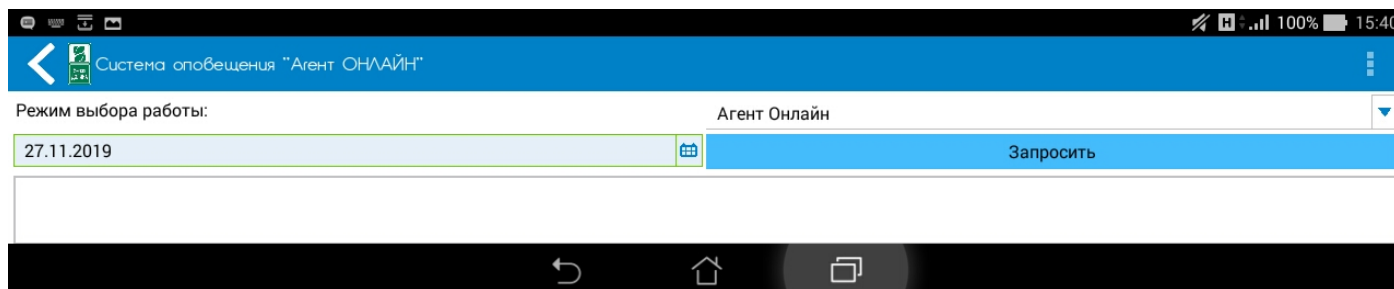 H 100% 15:40
Система оповещения "Агент ОНЛАЙН"
Режим выбора работы:
Агент Онлайн
27.11.2019
Запросить